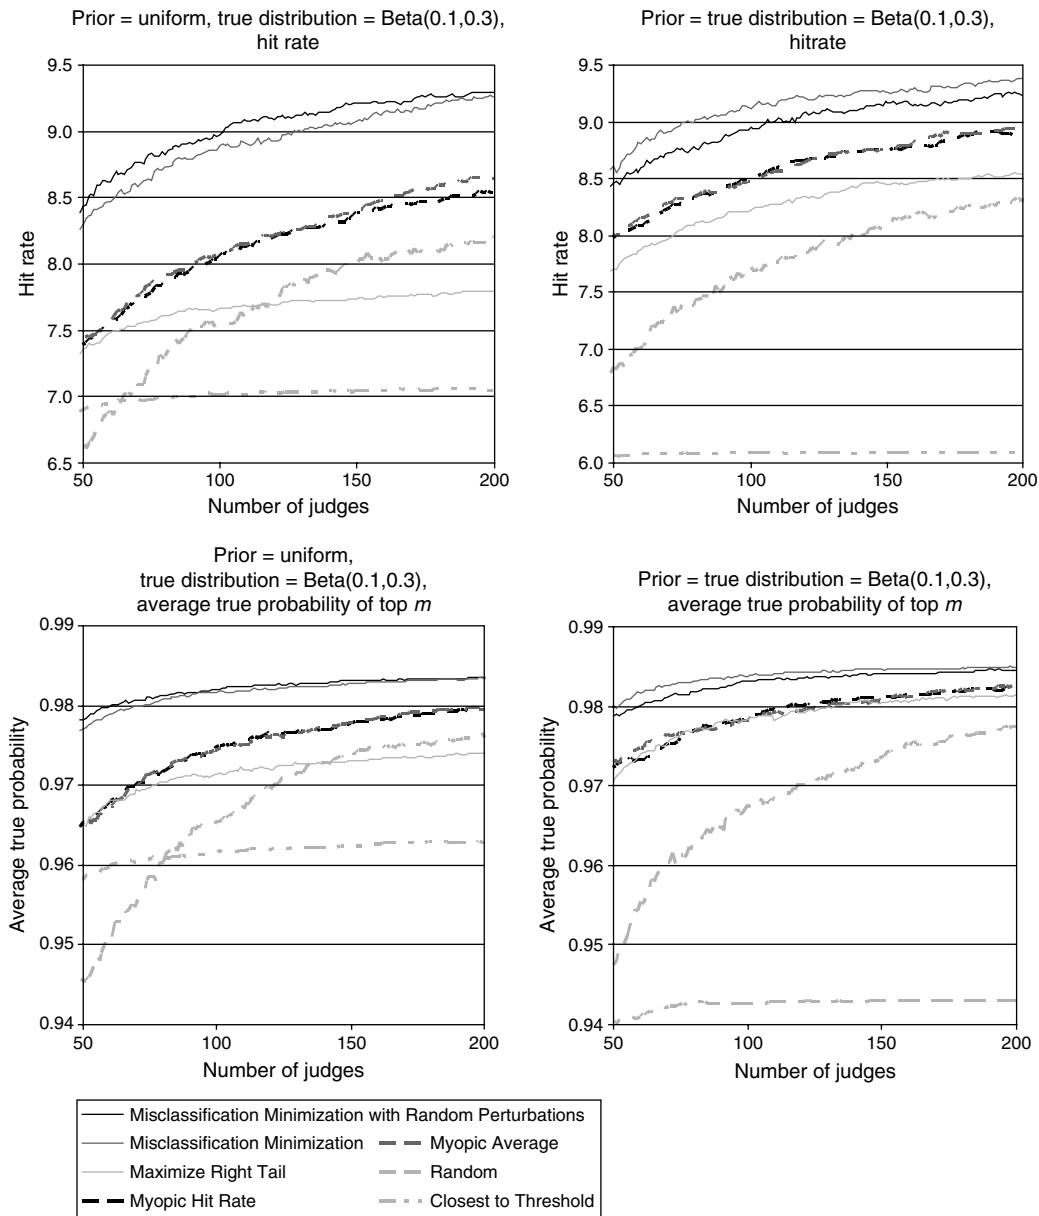 Prior = uniform, true distribution = Beta(0.1,0.3),
hit rate
9.5
9.0
8.5
8.0
7.5
7.0
6.5
Hit rate
50
100
150
200
Number of judges
Prior = true distribution = Beta(0.1,0.3),
hitrate
9.5
9.0
8.5
8.0
7.5
7.0
6.5
6.0
Hit rate
50
100
150
200
Number of judges
Prior = uniform,
true distribution = Beta(0.1,0.3),
average true probability of top m
0.99
0.98
0.97
0.96
0.95
0.94
Average true probability
50
100
150
200
Number of judges
Prior = true distribution = Beta(0.1,0.3),
average true probability of top m
0.99
0.98
0.97
0.96
0.95
0.94
Average true probability
50
100
150
200
Number of judges
Misclassification Minimization with Random Perturbations
Misclassification Minimization
Maximize Right Tail
Myopic Hit Rate
Myopic Average
Random
Closest to Threshold